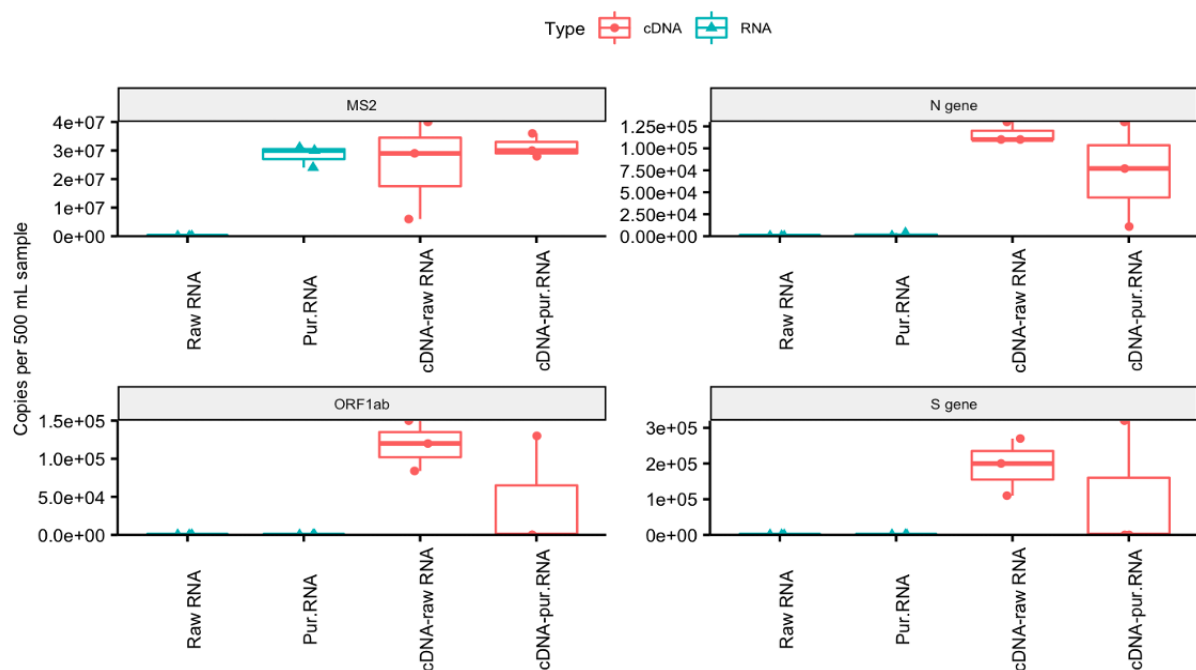 Type cDNA RNA
Copies per 500 mL sample
MS2
4e+07
3e+07
2e+07
1e+07
0e+00
Raw RNA
Pur.RNA
cDNA-raw RNA
cDNA-pur.RNA
N gene
1.25e+05
1.00e+05
7.50e+04
5.00e+04
2.50e+04
0.00e+00
Raw RNA
Pur.RNA
cDNA-raw RNA
cDNA-pur.RNA
ORF1ab
1.5e+05
1.0e+05
5.0e+04
0.0e+00
Raw RNA
Pur.RNA
cDNA-raw RNA
cDNA-pur.RNA
S gene
3e+05
2e+05
1e+05
0e+00
Raw RNA
Pur.RNA
cDNA-raw RNA
cDNA-pur.RNA